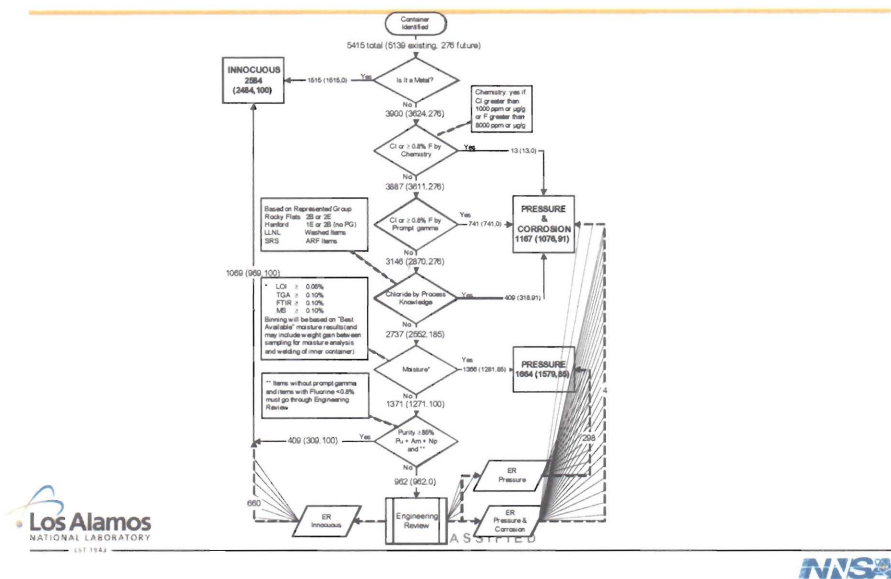 Container
Identified
5415 total (5139 existing, 276 future)
INNOCUOUS
2584
(2484,100)
1515 (1515,0)
Yes
Is It a Metal?
No
3900 (3624,276)
Chemistry: yes if
Cl greater than
1000 ppm or µg/g
or F greater than
8000 ppm or µg/g
Cl or ≥ 0.8% F by
Chemistry
Yes
13 (13,0)
No
3887 (3611,276)
Based on Represented Group
Rocky Flats 2B or 2E
Hanford 1E or 2B (no PG)
LLNL Washed Items
SRS ARF Items
Cl or ≥ 0.8% F by
Prompt gamma
Yes
741 (741,0)
PRESSURE
&
CORROSION
1167 (1076,91)
No
3146 (2870,276)
1069 (969,100)
Chloride by Process
Knowledge
Yes
409 (318,91)
* LOI ≥ 0.08%
TGA ≥ 0.10%
FTIR ≥ 0.10%
MS ≥ 0.10%
Binning will be based on "Best
Available" moisture results (and
may include weight gain between
sampling for moisture analysis
and welding of inner container)
No
2737 (2552,185)
Moisture*
Yes
1366 (1281,85)
PRESSURE
1664 (1579,85)
4
No
1371 (1271,100)
** Items without prompt gamma
and items with Fluorine <0.8%
must go through Engineering
Review
Purity ≥86%
Pu + Am + Np
and **
Yes
409 (309,100)
298
No
962 (962,0)
ER
Pressure
660
ER
Innocuous
Engineering
Review
ER
Pressure &
Corrosion
ASSIFIED
Los Alamos
NATIONAL LABORATORY
EST. 1943
NNSA